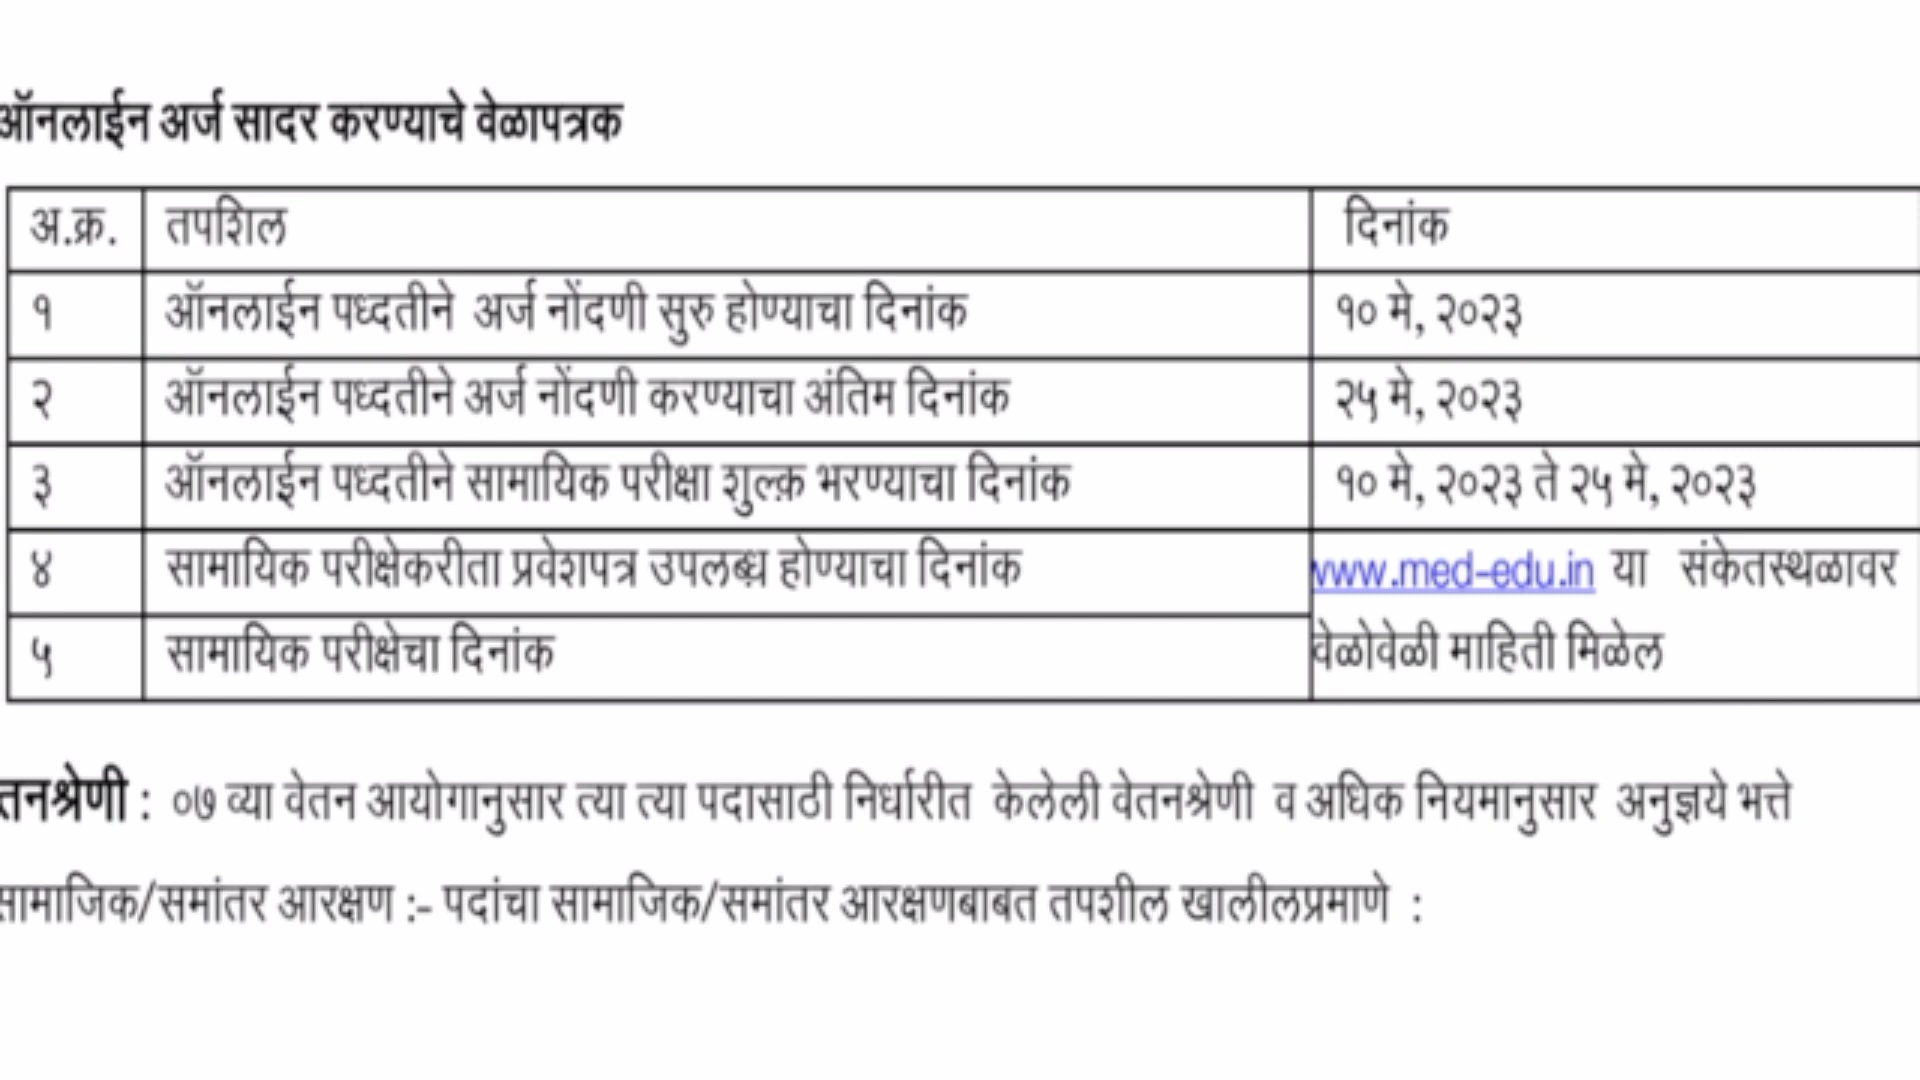 ऑनलाईन अर्ज सादर करण्याचे वेळापत्रक
अ.क्र. तपशिल दिनांक
१ ऑनलाईन पध्दतीने अर्ज नोंदणी सुरु होण्याचा दिनांक १० मे, २०२३
२ ऑनलाईन पध्दतीने अर्ज नोंदणी करण्याचा अंतिम दिनांक २५ मे, २०२३
३ ऑनलाईन पध्दतीने सामायिक परीक्षा शुल्क़ भरण्याचा दिनांक १० मे, २०२३ ते २५ मे, २०२३
४ सामायिक परीक्षेकरीता प्रवेशपत्र उपलब्ध़ होण्याचा दिनांक www.med-edu.in या संकेतस्थळावर
५ सामायिक परीक्षेचा दिनांक वेळोवेळी माहिती मिळेल
तनश्रेणी : ०७ व्या वेतन आयोगानुसार त्या त्या पदासाठी निर्धारीत केलेली वेतनश्रेणी व अधिक नियमानुसार अनुज्ञये भत्ते
सामाजिक/समांतर आरक्षण :- पदांचा सामाजिक/समांतर आरक्षणबाबत तपशील खालीलप्रमाणे :